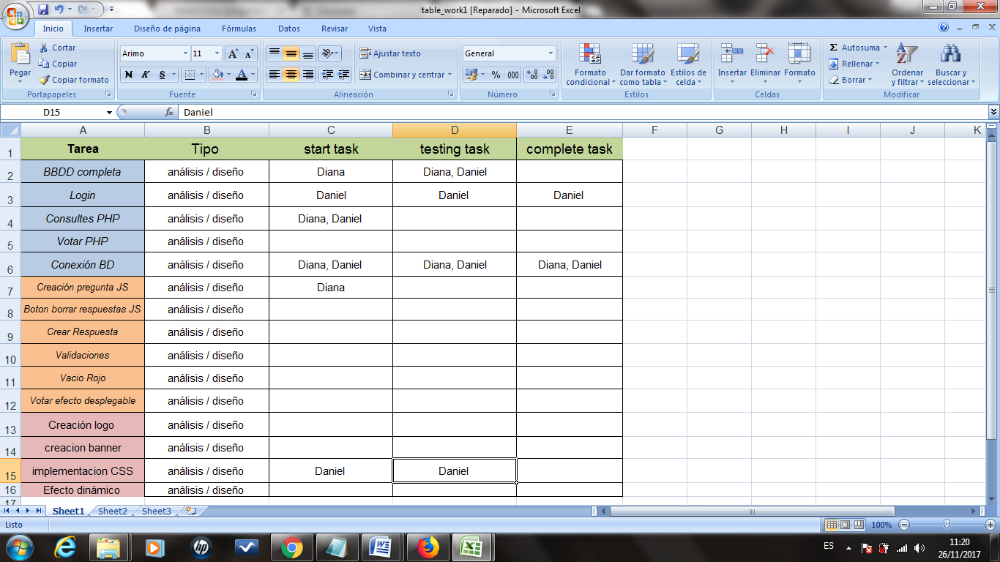 table_work1 [Reparado] - Microsoft Excel
Inicio Insertar Diseño de página Fórmulas Datos Revisar Vista
Pegar
Cortar
Copiar
Copiar formato
Portapapeles
Arimo 11
N K S A
Fuente
Ajustar texto
Combinar y centrar
Alineación
General
% 000
Número
Formato condicional
Dar formato como tabla
Estilos de celda
Estilos
Insertar Eliminar Formato
Celdas
Σ Autosuma
Rellenar
Borrar
Ordenar y filtrar
Buscar y seleccionar
Modificar
D15 fx Daniel
A B C D E F G H I J K
1 Tarea Tipo start task testing task complete task
2 BBDD completa análisis / diseño Diana Diana, Daniel
3 Login análisis / diseño Daniel Daniel Daniel
4 Consultes PHP análisis / diseño Diana, Daniel
5 Votar PHP análisis / diseño
6 Conexión BD análisis / diseño Diana, Daniel Diana, Daniel Diana, Daniel
7 Creación pregunta JS análisis / diseño Diana
8 Boton borrar respuestas JS análisis / diseño
9 Crear Respuesta análisis / diseño
10 Validaciones análisis / diseño
11 Vacio Rojo análisis / diseño
12 Votar efecto desplegable análisis / diseño
13 Creación logo análisis / diseño
14 creacion banner análisis / diseño
15 implementacion CSS análisis / diseño Daniel Daniel
16 Efecto dinámico análisis / diseño
17
Sheet1 Sheet2 Sheet3
Listo 100%
hp
ES 11:20
26/11/2017